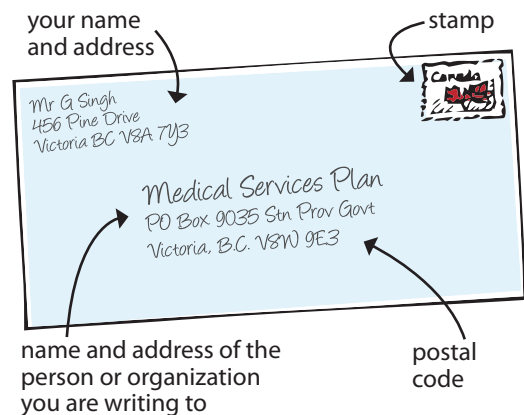 your name
and address
stamp
Canada
Mr G Singh
456 Pine Drive
Victoria BC V8A 7Y3
Medical Services Plan
PO Box 9035 Stn Prov Govt
Victoria, B.C. V8W 9E3
name and address of the
person or organization
you are writing to
postal
code